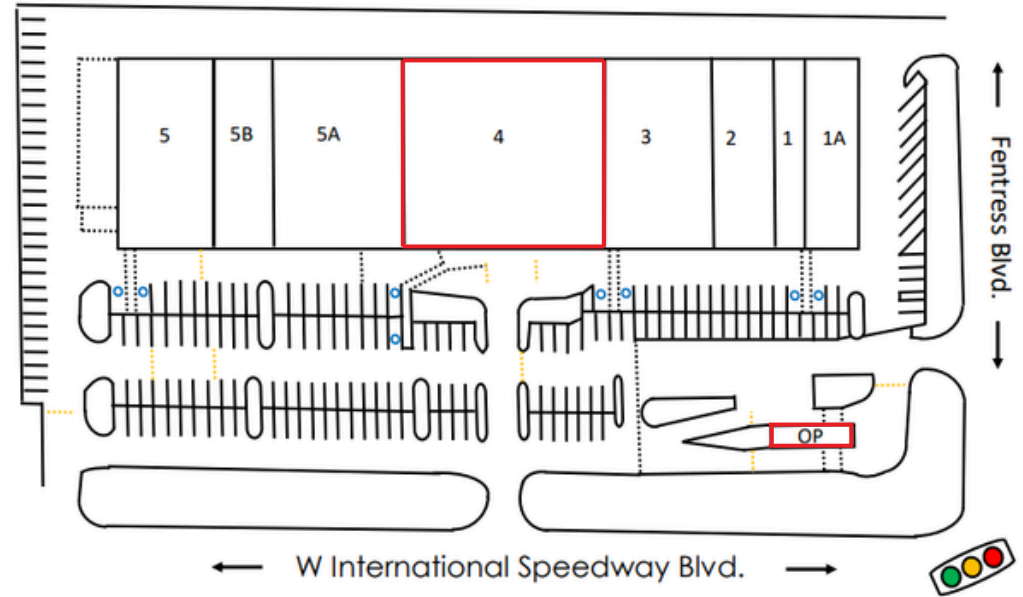 5
5B
5A
4
3
2
1
1A
Fentress Blvd.
OP
W International Speedway Blvd.